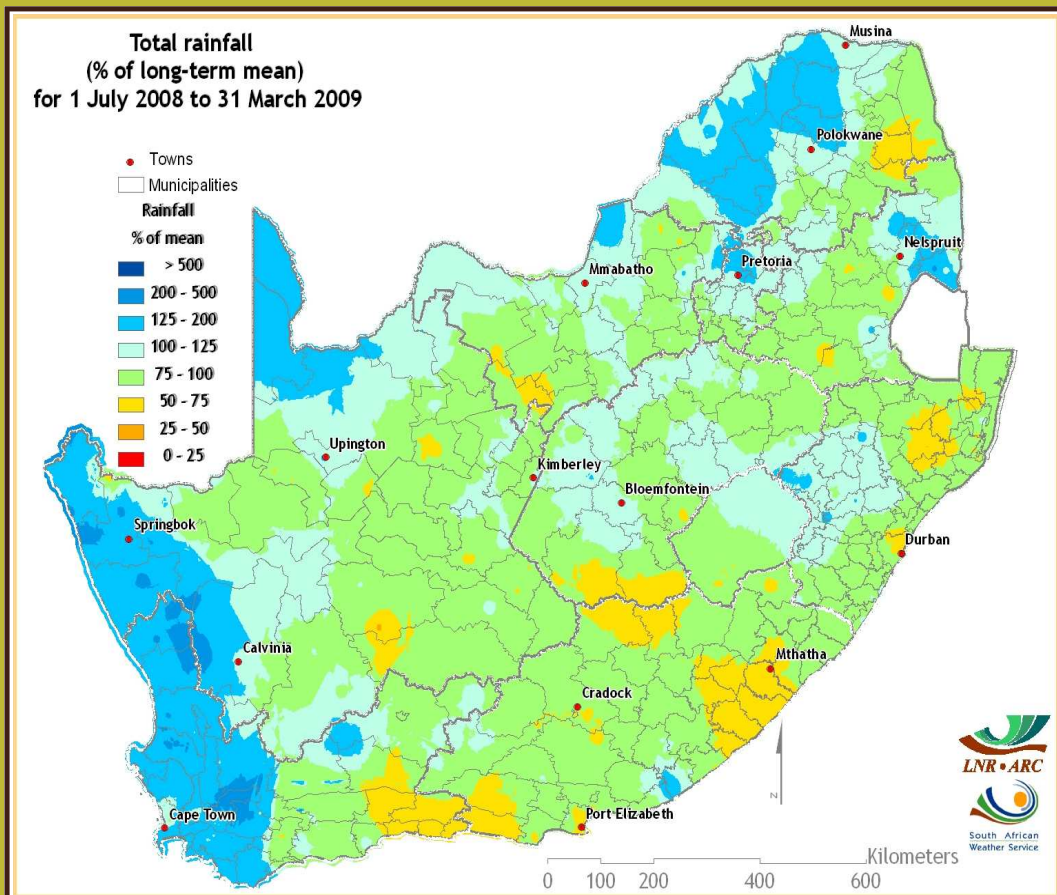 Total rainfall
(% of long-term mean)
for 1 July 2008 to 31 March 2009
Towns
Municipalities
Rainfall
% of mean
> 500
200 - 500
125 - 200
100 - 125
75 - 100
50 - 75
25 - 50
0 - 25
Musina
Polokwane
Nelspruit
Pretoria
Mmabatho
Upington
Kimberley
Bloemfontein
Springbok
Durban
Calvinia
Mthatha
Cradock
Cape Town
Port Elizabeth
N
LNR • ARC
South African
Weather Service
Kilometers
0 100 200 400 600